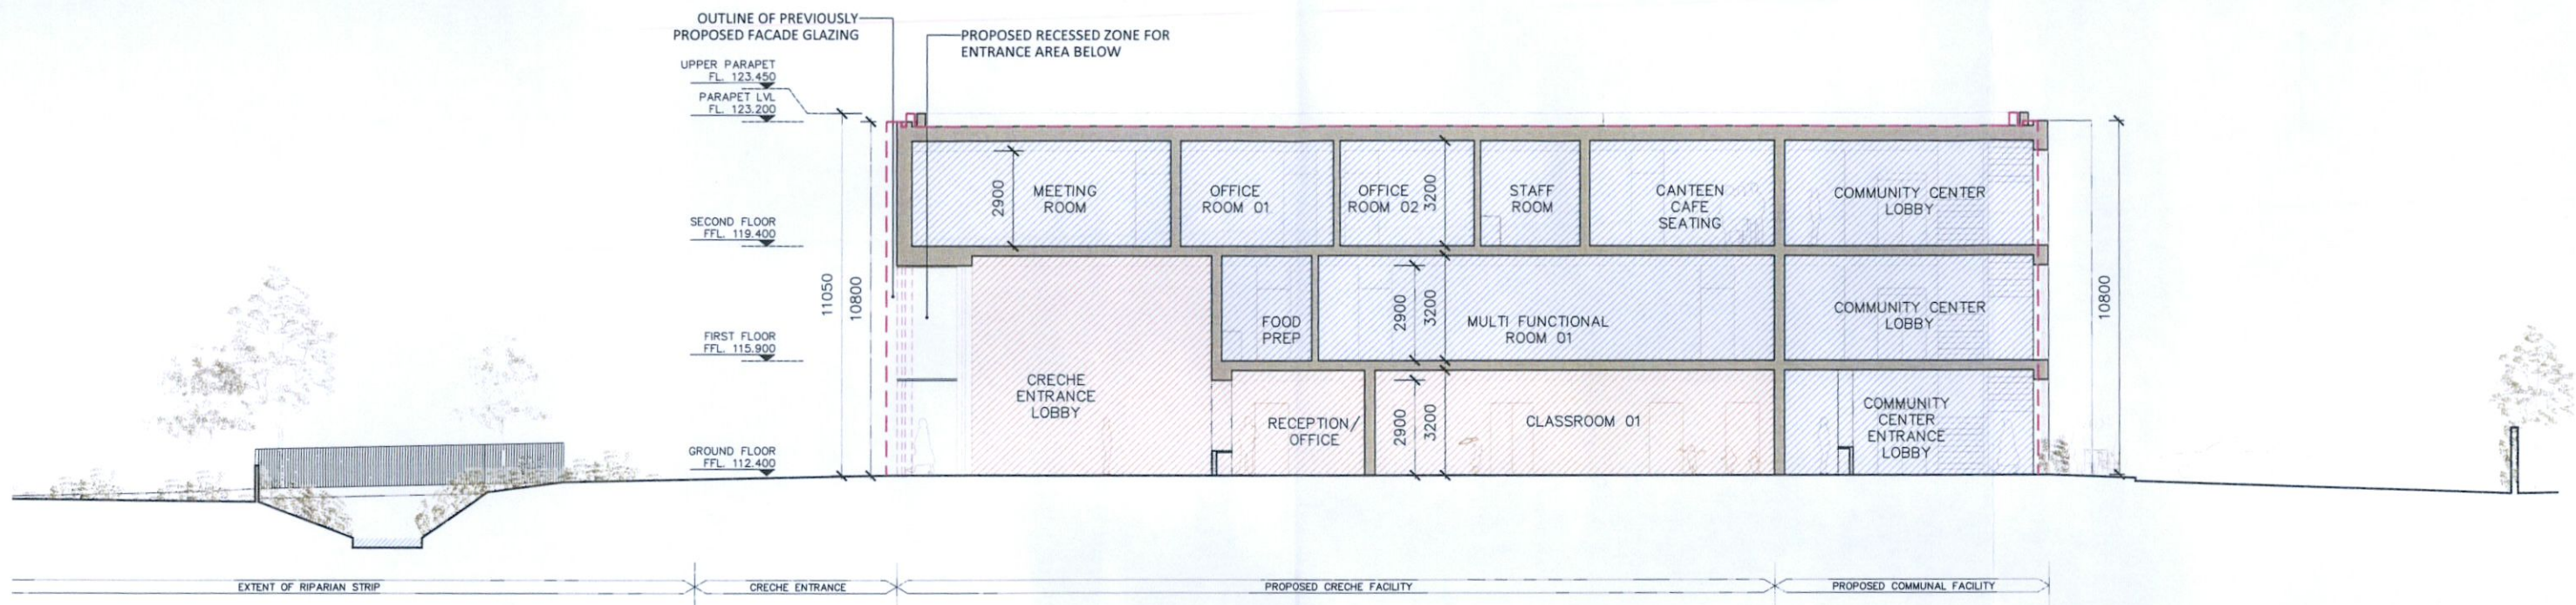 OUTLINE OF PREVIOUSLY
PROPOSED FACADE GLAZING
PROPOSED RECESSED ZONE FOR
ENTRANCE AREA BELOW
UPPER PARAPET
FL. 123.450
PARAPET LVL
FL. 123.200
SECOND FLOOR
FFL. 119.400
FIRST FLOOR
FFL. 115.900
GROUND FLOOR
FFL. 112.400
11050
10800
2900
MEETING
ROOM
OFFICE
ROOM 01
OFFICE
ROOM 02
3200
STAFF
ROOM
CANTEEN
CAFE
SEATING
COMMUNITY CENTER
LOBBY
FOOD
PREP
2900
3200
MULTI FUNCTIONAL
ROOM 01
COMMUNITY CENTER
LOBBY
CRECHE
ENTRANCE
LOBBY
RECEPTION/
OFFICE
2900
3200
CLASSROOM 01
COMMUNITY
CENTER
ENTRANCE
LOBBY
10800
EXTENT OF RIPARIAN STRIP
CRECHE ENTRANCE
PROPOSED CRECHE FACILITY
PROPOSED COMMUNAL FACILITY